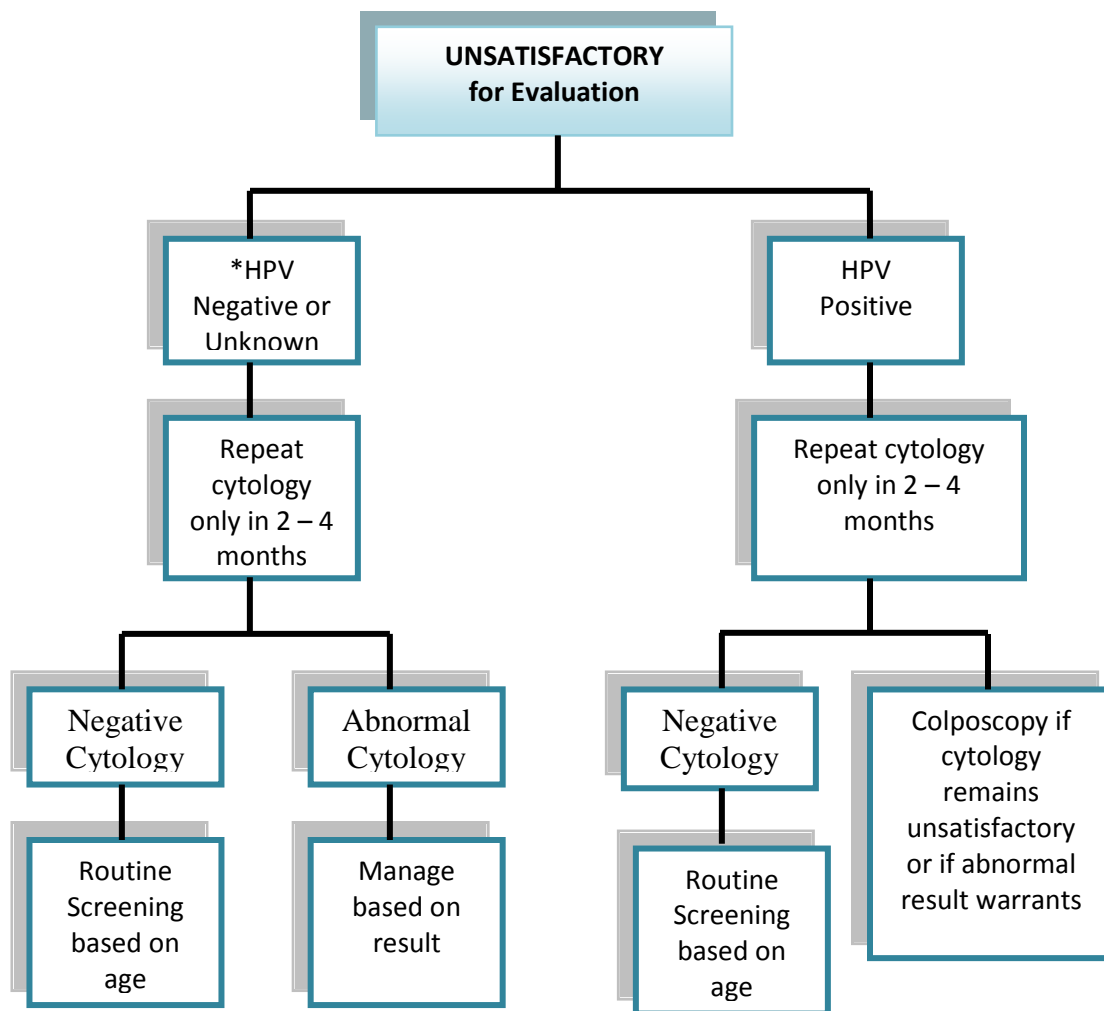 UNSATISFACTORY
for Evaluation
*HPV
Negative or
Unknown
HPV
Positive
Repeat
cytology
only in 2 – 4
months
Repeat cytology
only in 2 – 4
months
Negative
Cytology
Abnormal
Cytology
Negative
Cytology
Colposcopy if
cytology
remains
unsatisfactory
or if abnormal
result warrants
Routine
Screening
based on
age
Manage
based on
result
Routine
Screening
based on
age